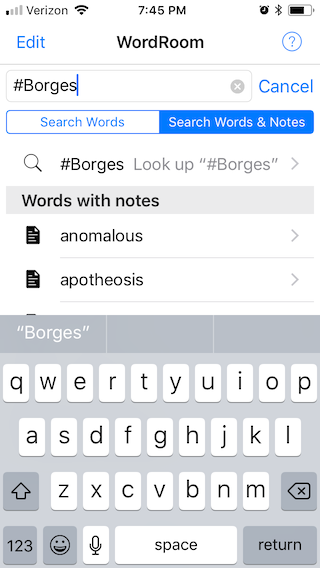 Verizon 7:45 PM
Edit WordRoom ?
#Borges Cancel
Search Words Search Words & Notes
#Borges Look up “#Borges”
Words with notes
anomalous
apotheosis
“Borges”
q w e r t y u i o p
a s d f g h j k l
z x c v b n m
123 space return